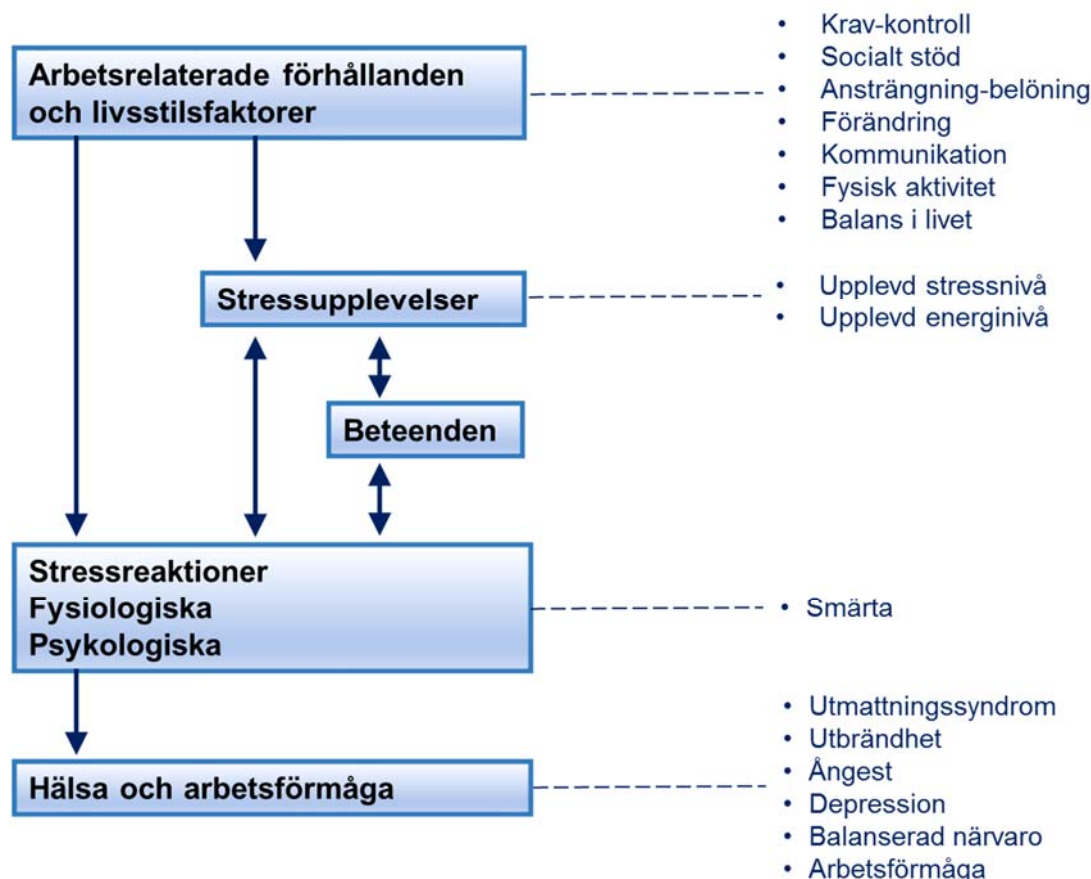 Arbetsrelaterade förhållanden
och livsstilsfaktorer
• Krav-kontroll
• Socialt stöd
• Ansträngning-belöning
• Förändring
• Kommunikation
• Fysisk aktivitet
• Balans i livet
Stressupplevelser
• Upplevd stressnivå
• Upplevd energinivå
Beteenden
Stressreaktioner
Fysiologiska
Psykologiska
• Smärta
Hälsa och arbetsförmåga
• Utmattningssyndrom
• Utbrändhet
• Ångest
• Depression
• Balanserad närvaro
• Arbetsförmåga